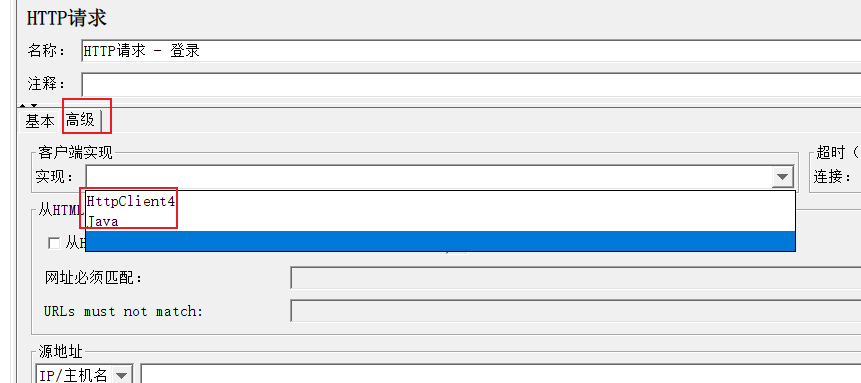 HTTP请求
名称： HTTP请求 - 登录
注释：
基本 高级
客户端实现 超时（
实现： 连接：
HttpClient4
从HTML
Java
从H
网址必须匹配：
URLs must not match:
源地址
IP/主机名